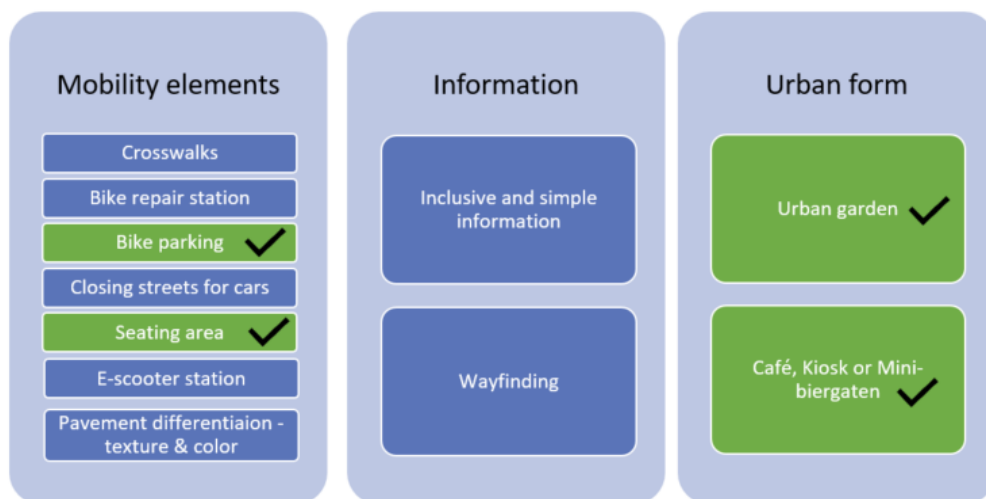 Mobility elements
Crosswalks
Bike repair station
Bike parking
Closing streets for cars
Seating area
E-scooter station
Pavement differentiaion -
texture & color
Information
Inclusive and simple
information
Wayfinding
Urban form
Urban garden
Café, Kiosk or Mini-
biergaten